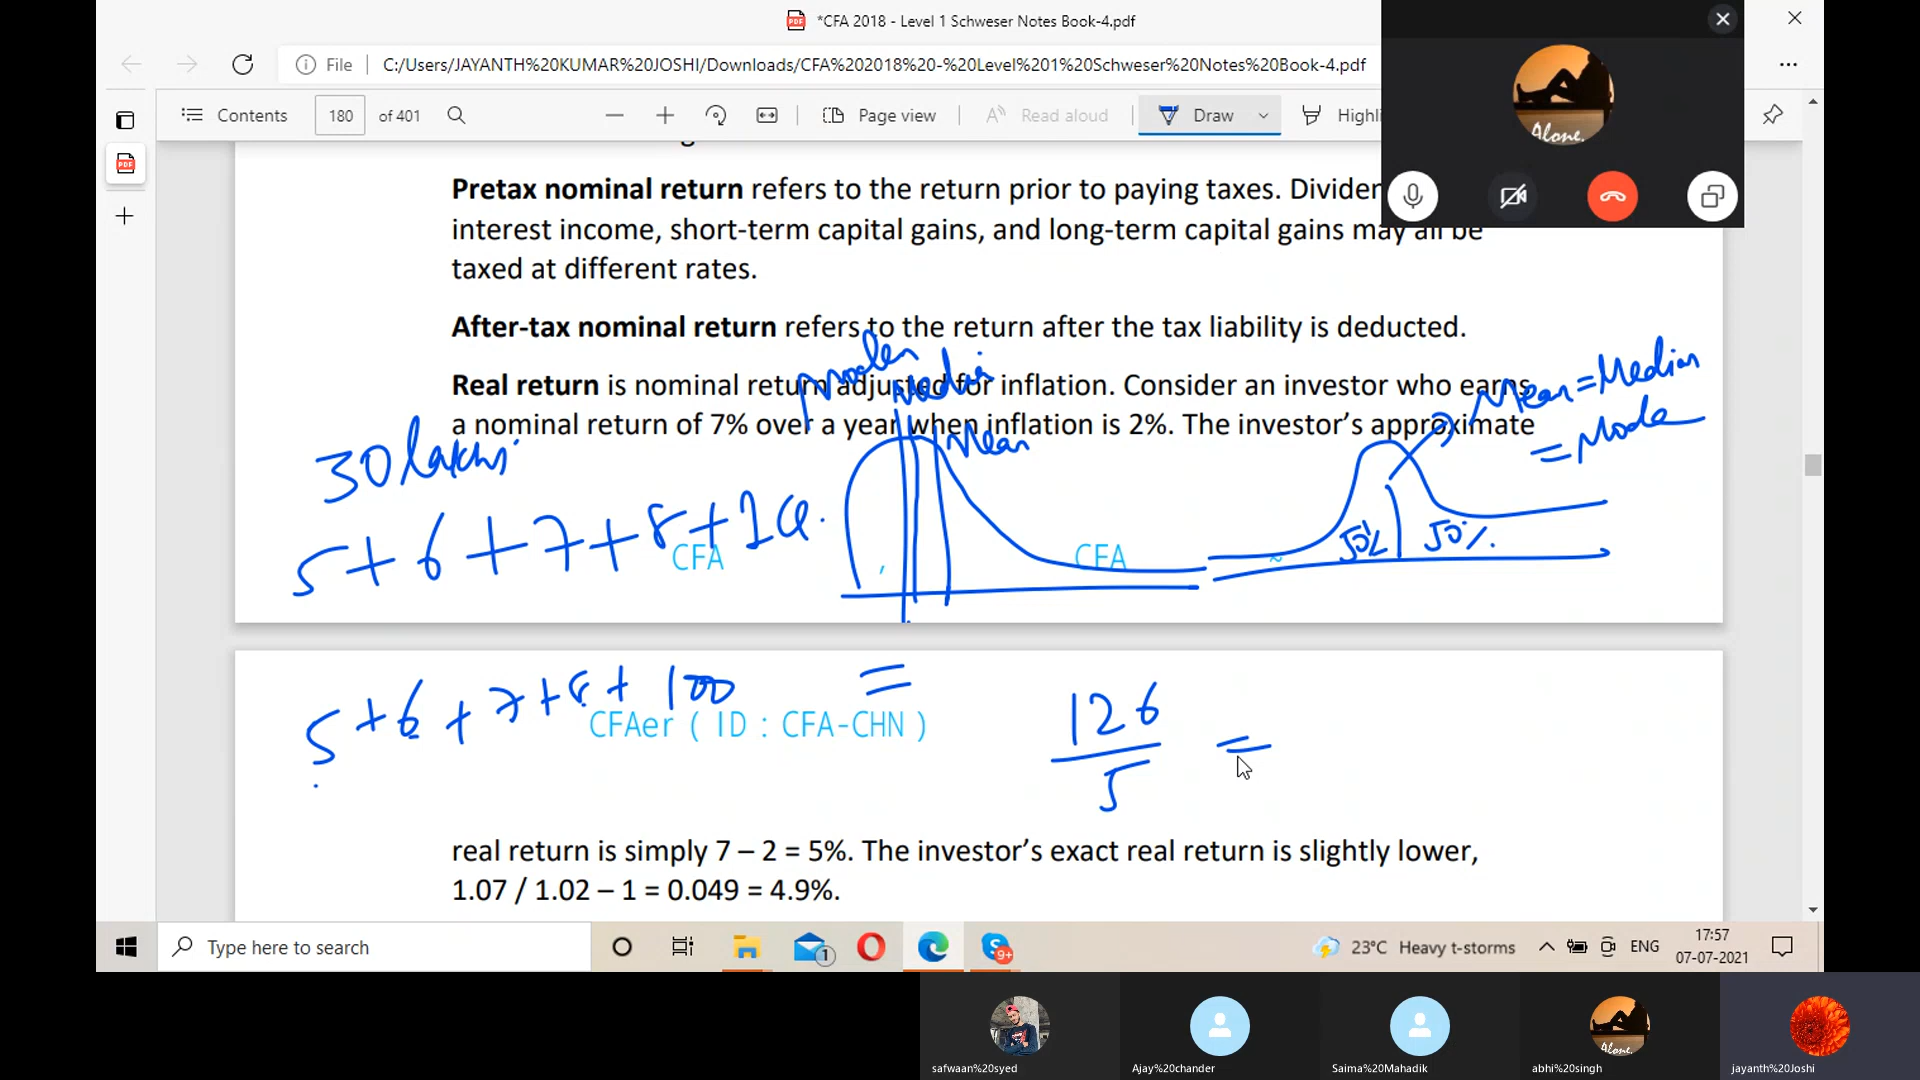 *CFA 2018 - Level 1 Schweser Notes Book-4.pdf
File C:/Users/JAYANTH%20KUMAR%20JOSHI/Downloads/CFA%202018%20-%20Level%201%20Schweser%20Notes%20Book-4.pdf
Contents 180 of 401 Page view Read aloud Draw Highli
Alone.
Pretax nominal return refers to the return prior to paying taxes. Dividen
interest income, short-term capital gains, and long-term capital gains may all be
taxed at different rates.
After-tax nominal return refers to the return after the tax liability is deducted.
Median
Real return is nominal return adjusted for inflation. Consider an investor who earns
Mean = Median
a nominal return of 7% over a year when inflation is 2%. The investor's approximate
= Mode
30 lakhs
Mean
5+6+7+8+
50% 50%.
CFA CFA ~
5+6+7+8+ 100 =
CFAer ( ID : CFA-CHN )
126
5
=
real return is simply 7 – 2 = 5%. The investor's exact real return is slightly lower,
1.07 / 1.02 – 1 = 0.049 = 4.9%.
Type here to search 1 9+ 23°C Heavy t-storms ENG 17:57
07-07-2021
Alone.
safwaan%20syed Ajay%20chander Saima%20Mahadik abhi%20singh jayanth%20Joshi